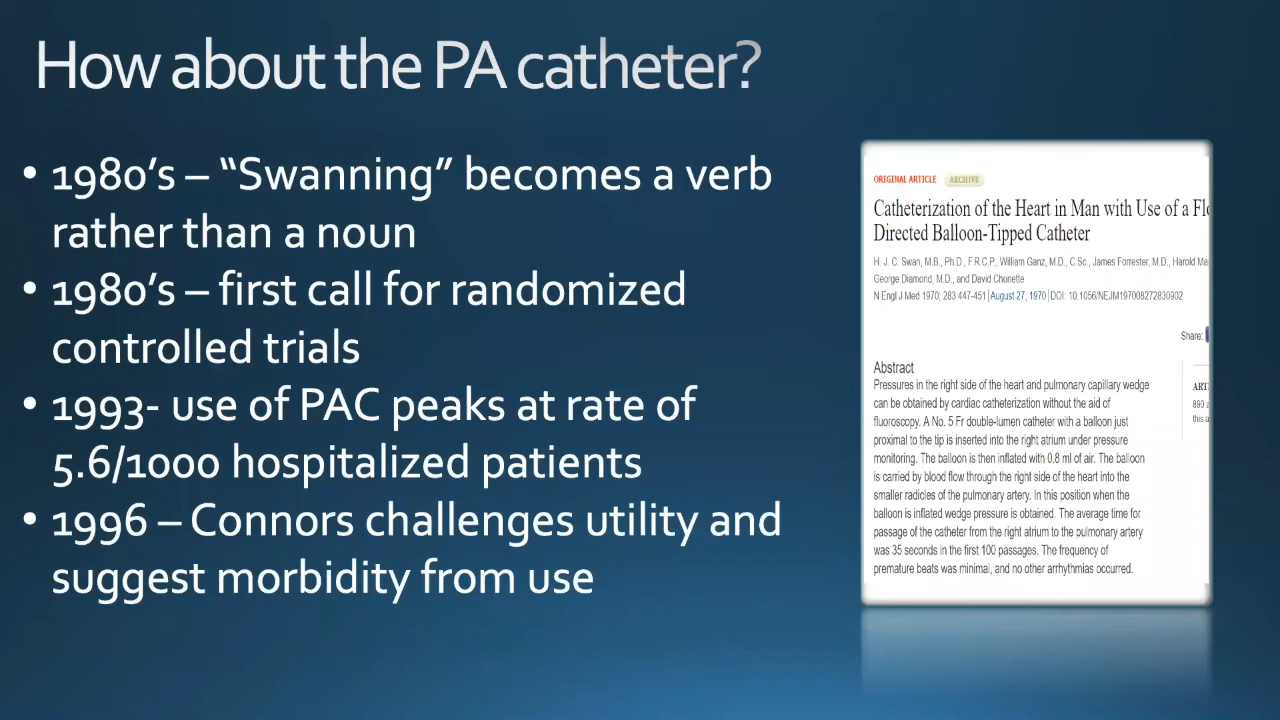 How about the PA catheter?
• 1980's – “Swanning” becomes a verb
rather than a noun
• 1980's – first call for randomized
controlled trials
• 1993- use of PAC peaks at rate of
5.6/1000 hospitalized patients
• 1996 – Connors challenges utility and
suggest morbidity from use
ORIGINAL ARTICLE ARCHIVE
Catheterization of the Heart in Man with Use of a
Directed Balloon-Tipped Catheter
H. J. C. Swan, M.B., Ph.D., F.R.C.P., William Ganz, M.D., C.Sc., James Forrester, M.D., Harold
George Diamond, M.D., and David Chonette
N Engl J Med 1970; 283:447-451 | August 27, 1970 | DOI: 10.1056/NEJM197008272830902
Share:
Abstract
Pressures in the right side of the heart and pulmonary capillary wedge
can be obtained by cardiac catheterization without the aid of
fluoroscopy. A No. 5 Fr double-lumen catheter with a balloon just
proximal to the tip is inserted into the right atrium under pressure
monitoring. The balloon is then inflated with 0.8 ml of air. The balloon
is carried by blood flow through the right side of the heart into the
smaller radicles of the pulmonary artery. In this position when the
balloon is inflated wedge pressure is obtained. The average time for
passage of the catheter from the right atrium to the pulmonary artery
was 35 seconds in the first 100 passages. The frequency of
premature beats was minimal, and no other arrhythmias occurred.
ART
890
this a